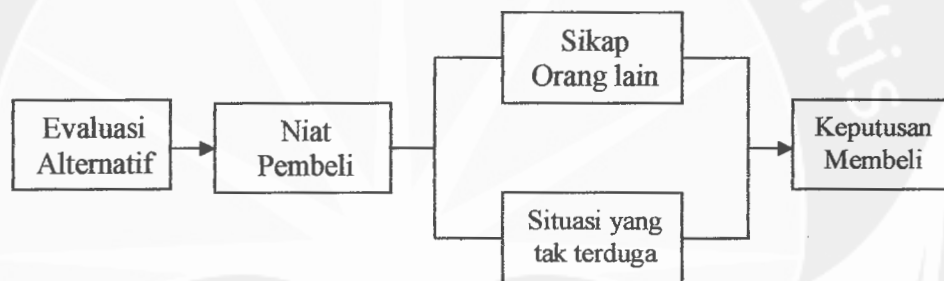 Sikap
Orang lain
Evaluasi
Alternatif
Niat
Pembeli
Keputusan
Membeli
Situasi yang
tak terduga